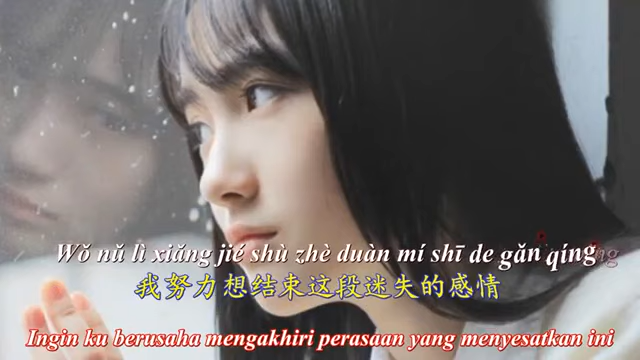 Wǒ nǔ lì xiǎng jié shù zhè duàn mí shī de gǎn qíng
我努力想结束这段迷失的感情
Ingin ku berusaha mengakhiri perasaan yang menyesatkan ini